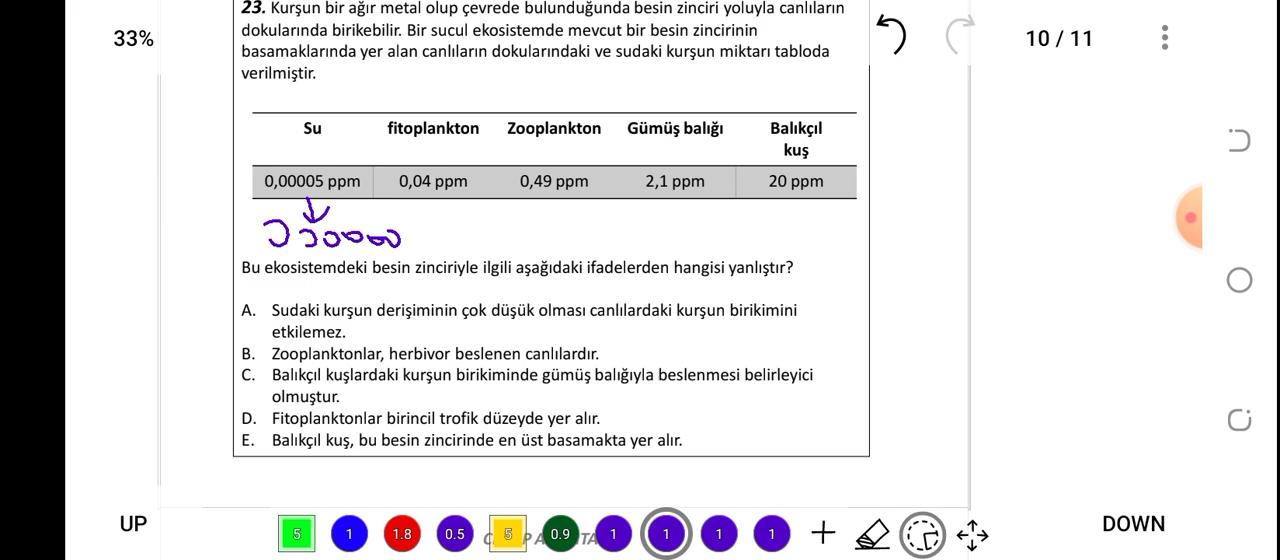 23. Kurşun bir ağır metal olup çevrede bulunduğunda besin zinciri yoluyla canlıların
33%
10 / 11
dokularında birikebilir. Bir sucul ekosistemde mevcut bir besin zincirinin
basamaklarında yer alan canlıların dokularındaki ve sudaki kurşun miktarı tabloda
verilmiştir.
Su fitoplankton Zooplankton Gümüş balığı Balıkçıl
kuş
0,00005 ppm 0,04 ppm 0,49 ppm 2,1 ppm 20 ppm
Bu ekosistemdeki besin zinciriyle ilgili aşağıdaki ifadelerden hangisi yanlıştır?
A. Sudaki kurşun derişiminin çok düşük olması canlılardaki kurşun birikimini
etkilemez.
B. Zooplanktonlar, herbivor beslenen canlılardır.
C. Balıkçıl kuşlardaki kurşun birikiminde gümüş balığıyla beslenmesi belirleyici
olmuştur.
D. Fitoplanktonlar birincil trofik düzeyde yer alır.
E. Balıkçıl kuş, bu besin zincirinde en üst basamakta yer alır.
UP
5 1 1.8 0.5 5 0.9 1 1 1 1
DOWN